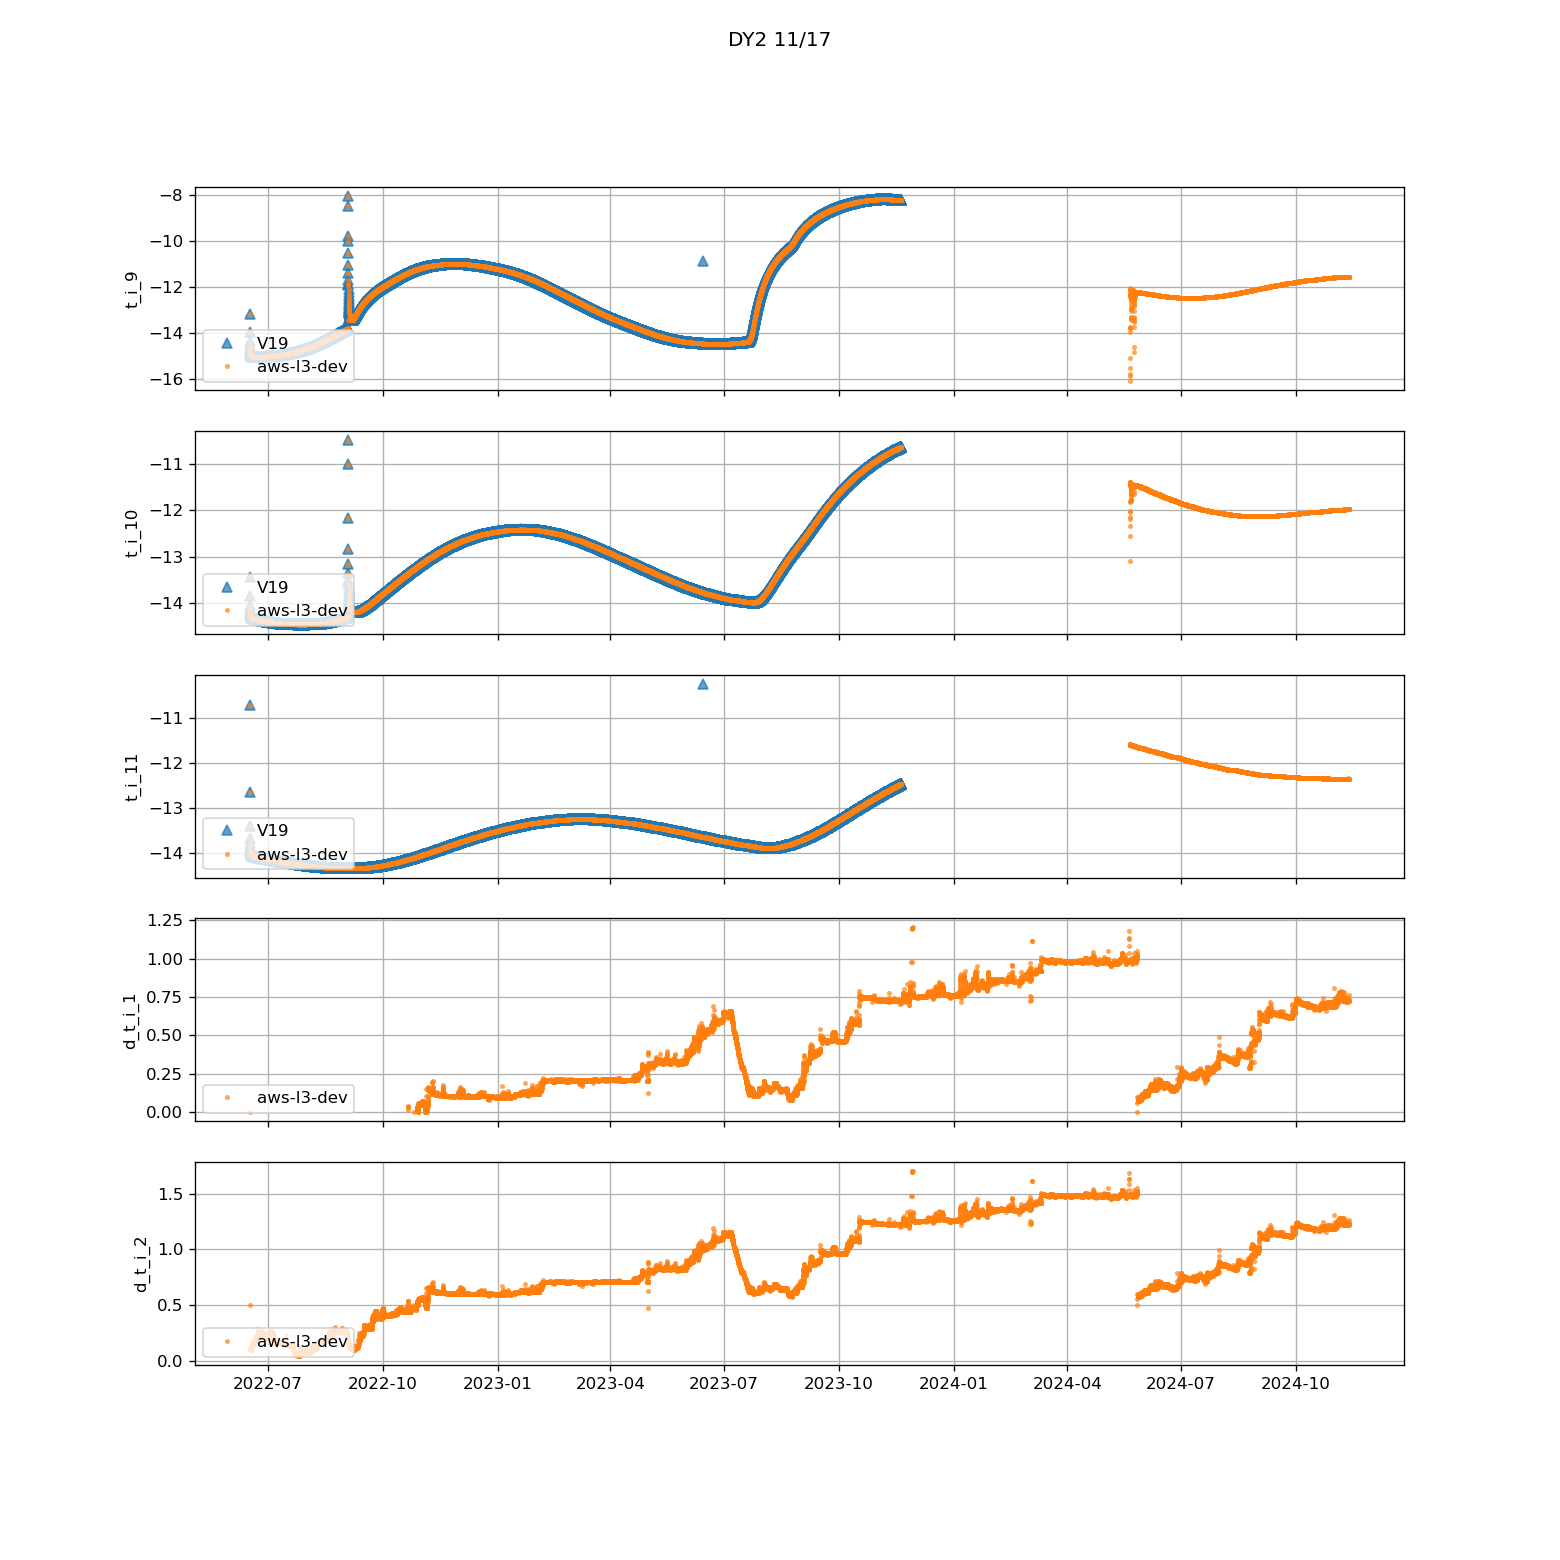 DY2 11/17
t_i_9
−8
−10
−12
−14
−16
V19
aws-l3-dev
t_i_10
−11
−12
−13
−14
V19
aws-l3-dev
t_i_11
−11
−12
−13
−14
V19
aws-l3-dev
d_t_i_1
1.25
1.00
0.75
0.50
0.25
0.00
aws-l3-dev
d_t_i_2
1.5
1.0
0.5
0.0
aws-l3-dev
2022-07 2022-10 2023-01 2023-04 2023-07 2023-10 2024-01 2024-04 2024-07 2024-10